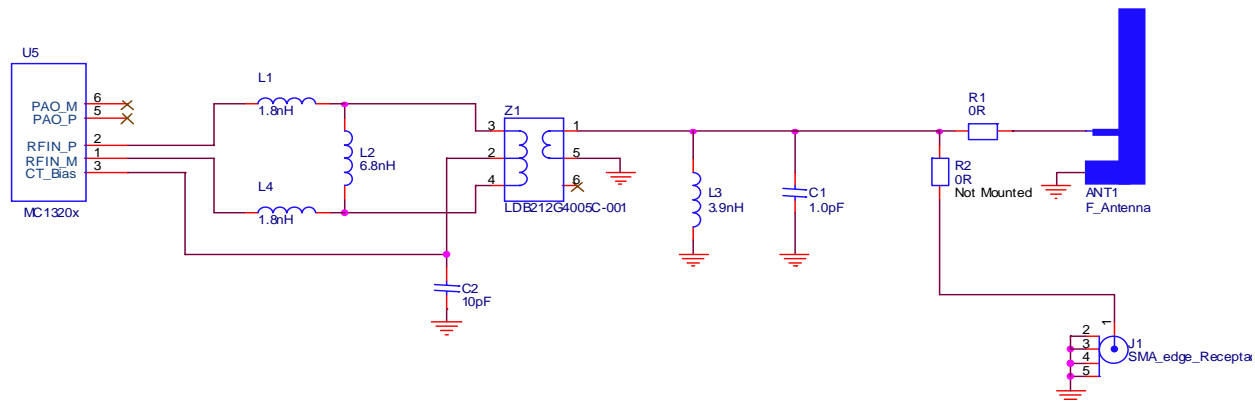 U5
PAO_M 6
PAO_P 5
RFIN_P 2
RFIN_M 1
CT_Bias 3
MC1320x
L1
1.8nH
L2
6.8nH
L4
1.8nH
C2
10pF
Z1
3 1
2 5
4 6
LDB212G4005C-001
L3
3.9nH
C1
1.0pF
R1
0R
R2
0R
Not Mounted
ANT1
F_Antenna
1
2
3
4
5
J1
SMA_edge_Recepta